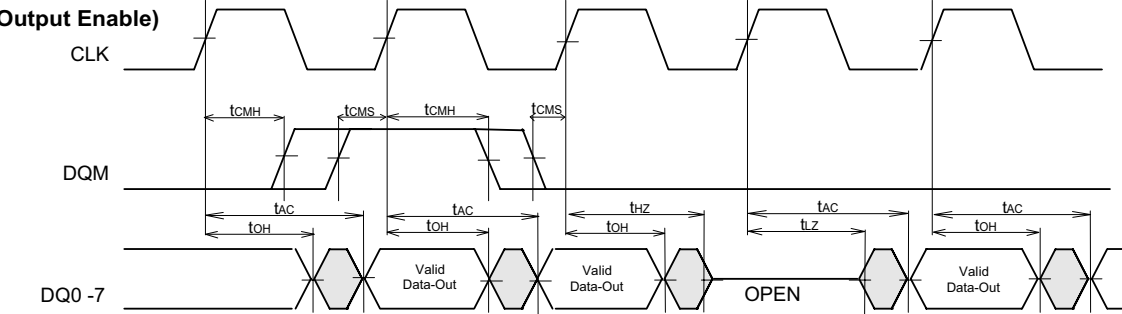 Output Enable)
CLK
tCMH tCMS tCMH tCMS
DQM
tAC tAC tHZ tAC tAC
tOH tOH tOH tLZ tOH
Valid Data-Out Valid Data-Out Valid Data-Out
DQ0 -7 OPEN